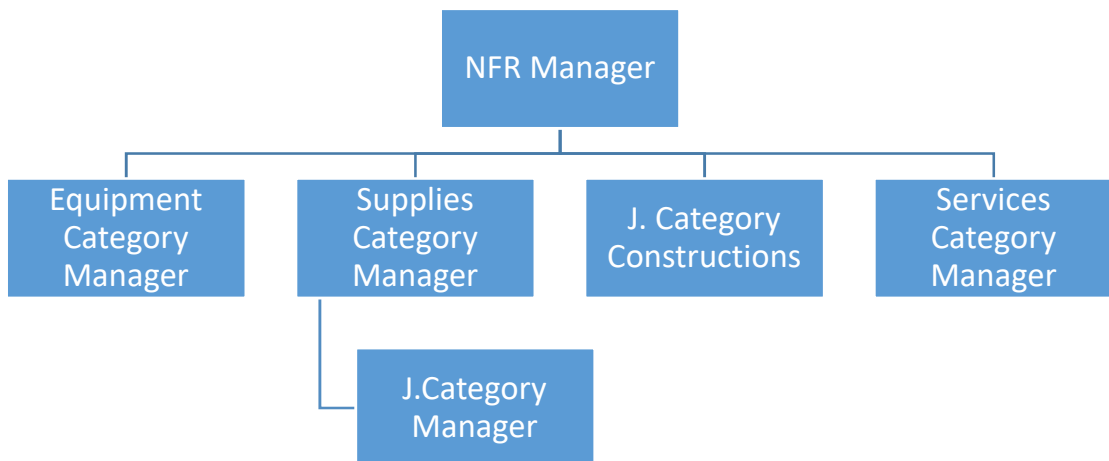 NFR Manager
Equipment
Category
Manager
Supplies
Category
Manager
J. Category
Constructions
Services
Category
Manager
J.Category
Manager